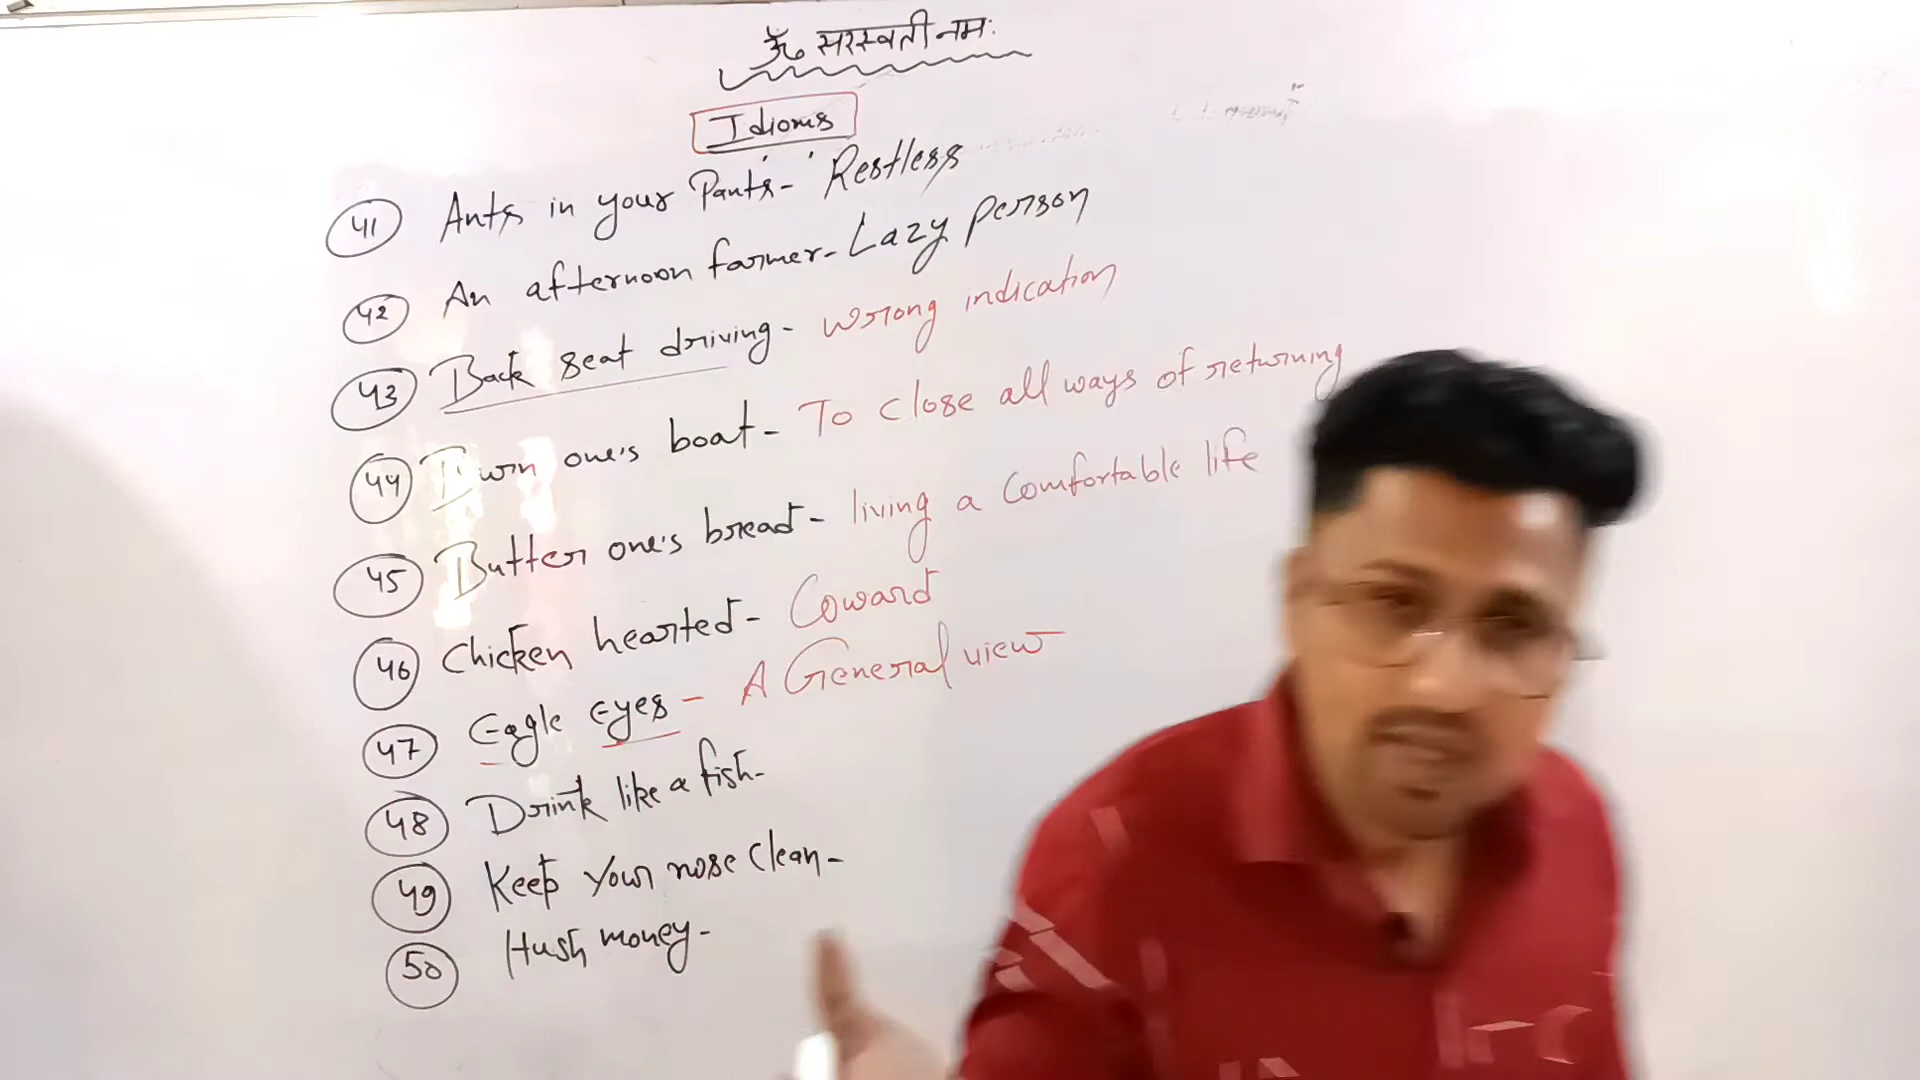 ॐ सरस्वती नमः
Idioms
41 Ants in your Pants - Restless
42 An afternoon farmer - Lazy person
43 Back seat driving - Wrong indication
44 Burn one's boat - To close all ways of returning
45 Butter one's bread - living a comfortable life
46 Chicken hearted - Coward
47 Eagle Eyes - A General view
48 Drink like a fish -
49 Keep Your nose Clean -
50 Hush money -